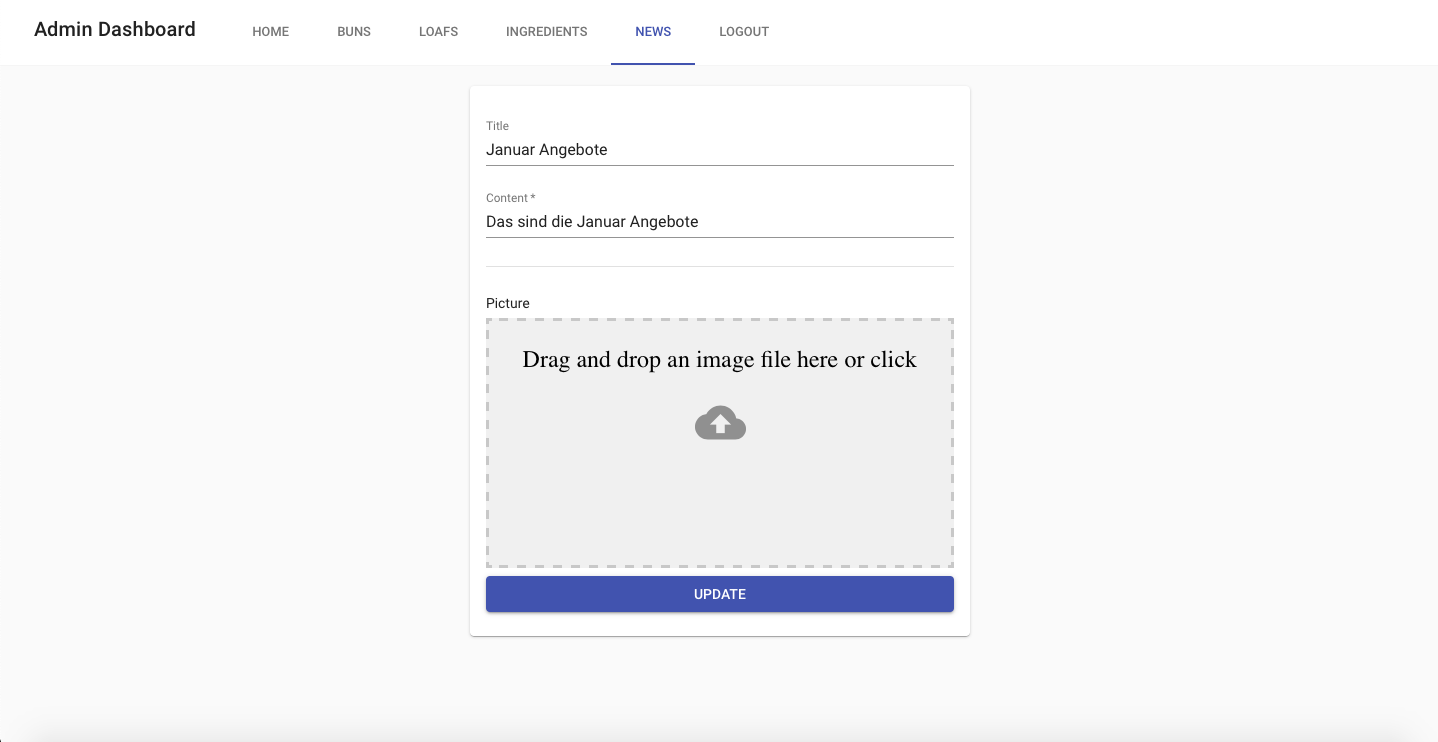 Admin Dashboard HOME BUNS LOAFS INGREDIENTS NEWS LOGOUT
Title
Januar Angebote
Content *
Das sind die Januar Angebote
Picture
Drag and drop an image file here or click
UPDATE